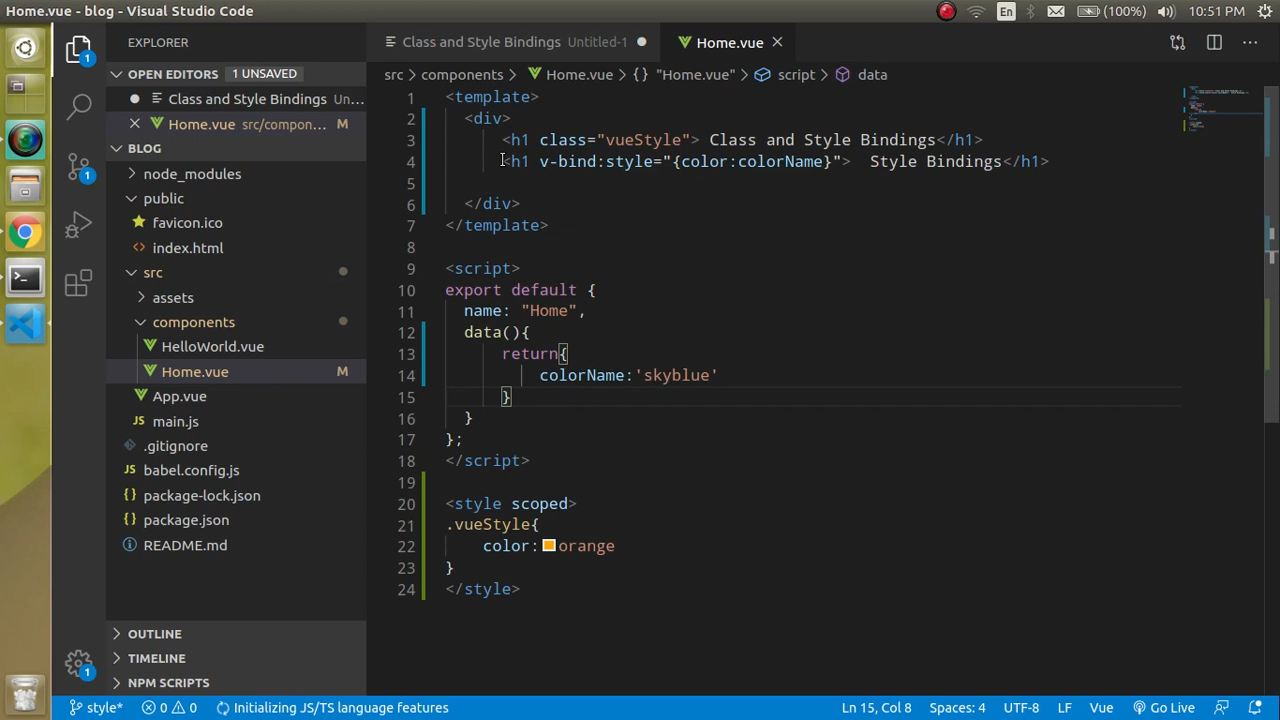 Home.vue - blog - Visual Studio Code
En
(100%)
10:51 PM
EXPLORER
OPEN EDITORS 1 UNSAVED
Class and Style Bindings Un...
Home.vue src/compon... M
BLOG
node_modules
public
favicon.ico
index.html
src
assets
components
HelloWorld.vue
Home.vue M
App.vue
main.js
.gitignore
babel.config.js
package-lock.json
package.json
README.md
OUTLINE
TIMELINE
NPM SCRIPTS
1
1
1
Class and Style Bindings Untitled-1
Home.vue
src > components > Home.vue > {} "Home.vue" > script > data
1 <template>
2 <div>
3 <h1 class="vueStyle"> Class and Style Bindings</h1>
4 <h1 v-bind:style="{color:colorName}">  Style Bindings</h1>
5
6 </div>
7 </template>
8
9 <script>
10 export default {
11 name: "Home",
12 data(){
13 return{
14 colorName:'skyblue'
15 }
16 }
17 };
18 </script>
19
20 <style scoped>
21 .vueStyle{
22 color:orange
23 }
24 </style>
style* 0 0 Initializing JS/TS language features
Ln 15, Col 8 Spaces: 4 UTF-8 LF Vue Go Live